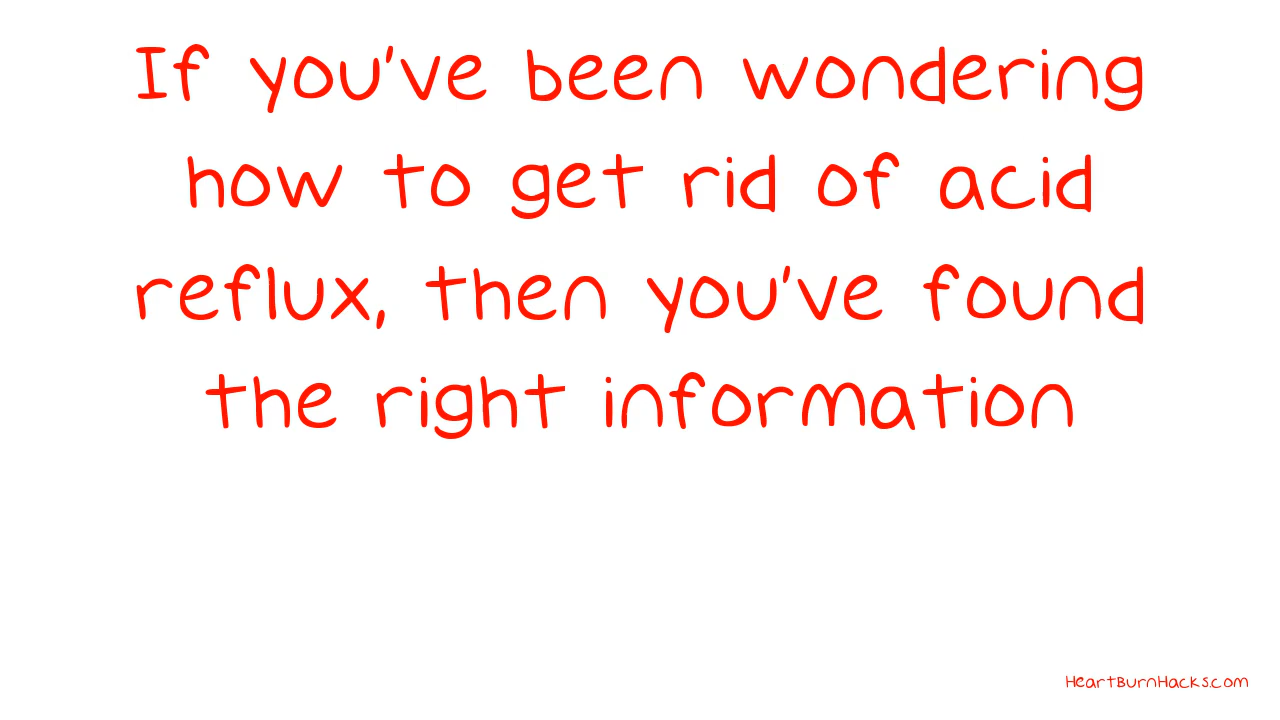 If you've been wondering
how to get rid of acid
reflux, then you've found
the right information
HeartBurnHacks.com